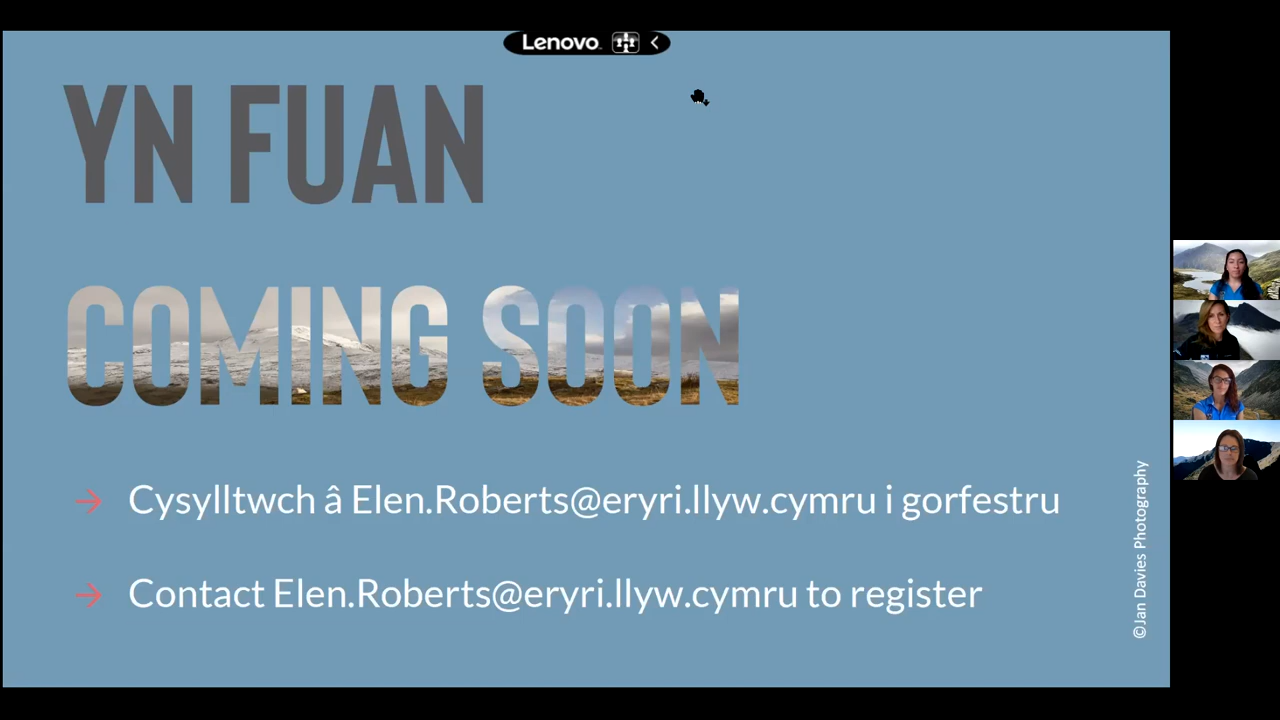 Lenovo
YN FUAN
COMING SOON
→ Cysylltwch â Elen.Roberts@eryri.llyw.cymru i gorfestru
→ Contact Elen.Roberts@eryri.llyw.cymru to register
©Jan Davies Photography